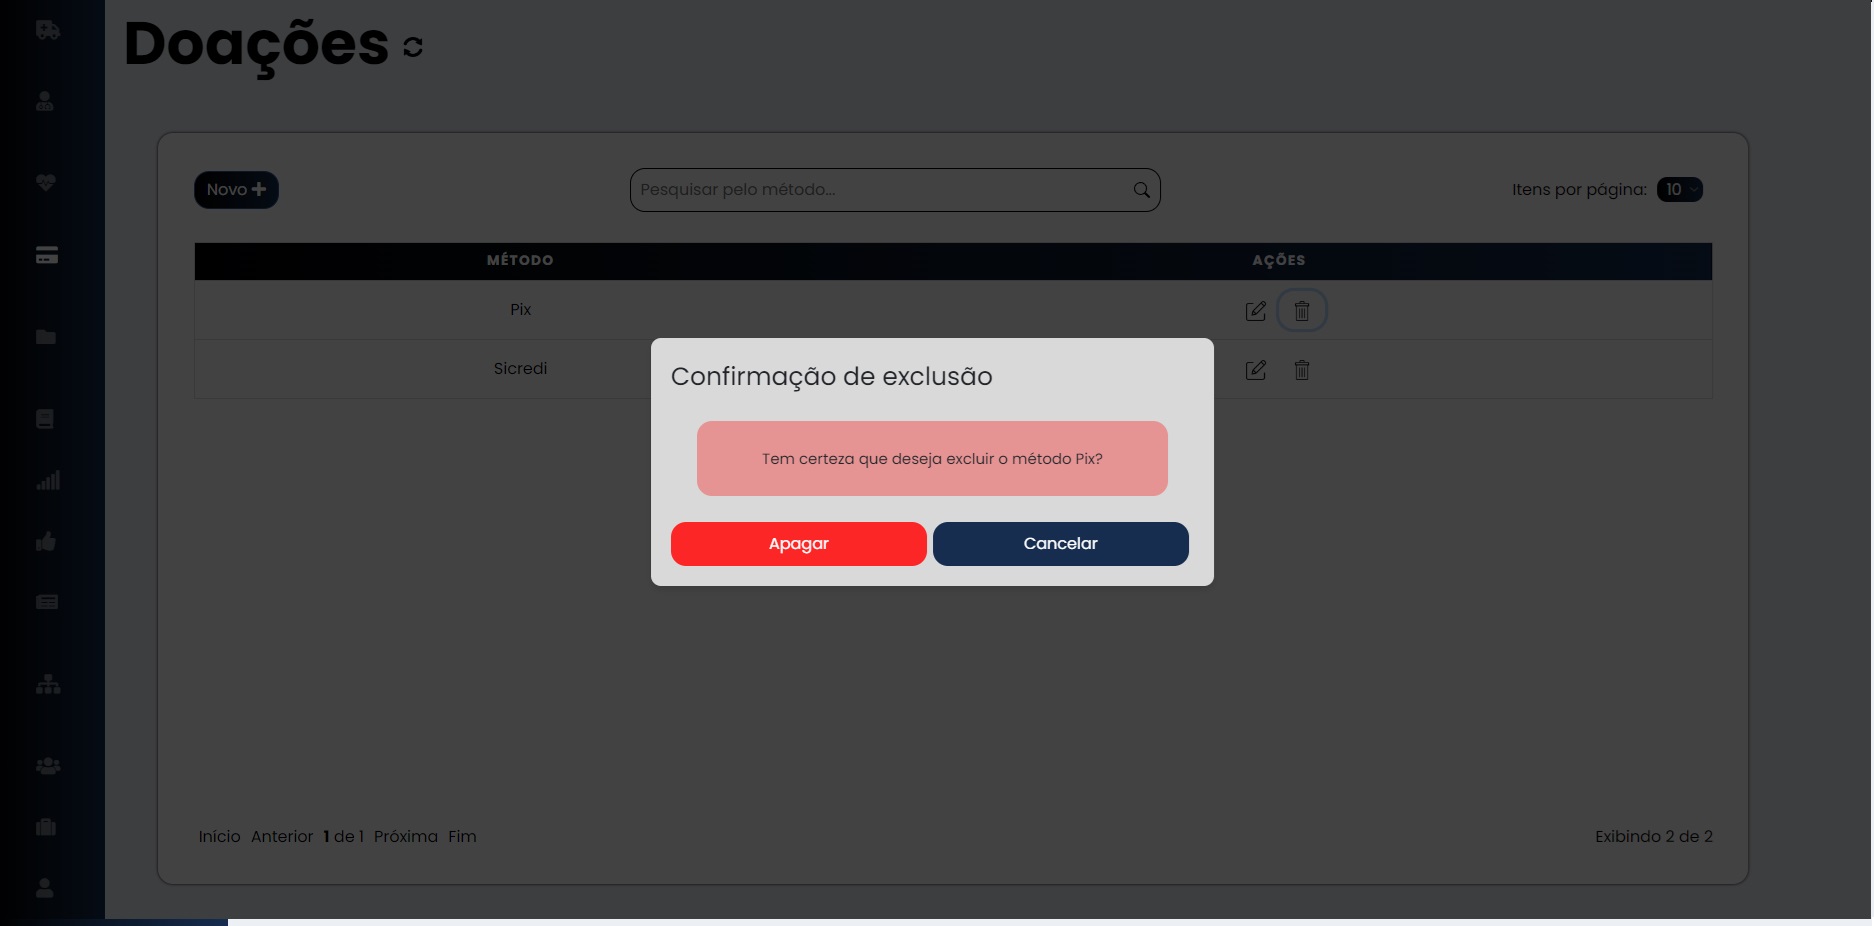 Doações
Novo
Pesquisar pelo método...
Itens por página: 10
MÉTODO AÇÕES
Pix
Sicredi
Confirmação de exclusão
Tem certeza que deseja excluir o método Pix?
Apagar Cancelar
Início Anterior 1 de 1 Próxima Fim
Exibindo 2 de 2